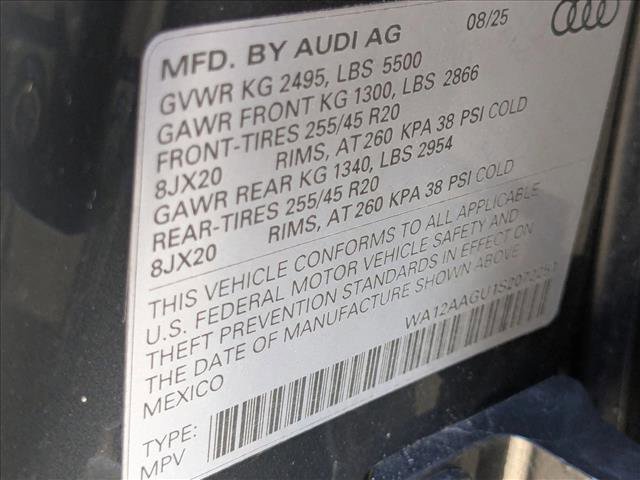 MFD. BY AUDI AG 08/25
GVWR KG 2495, LBS 5500
GAWR FRONT KG 1300, LBS 2866
FRONT-TIRES 255/45 R20
8JX20 RIMS, AT 260 KPA 38 PSI COLD
GAWR REAR KG 1340, LBS 2954
REAR-TIRES 255/45 R20
8JX20 RIMS, AT 260 KPA 38 PSI COLD
THIS VEHICLE CONFORMS TO ALL APPLICABLE
U.S. FEDERAL MOTOR VEHICLE SAFETY AND
THEFT PREVENTION STANDARDS IN EFFECT ON
THE DATE OF MANUFACTURE SHOWN ABOVE
MEXICO WA12AAGU1S2072251
TYPE:
MPV